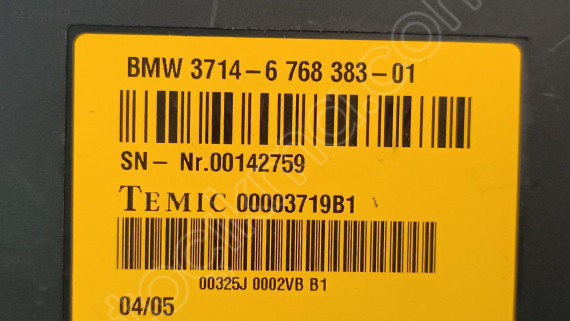 BMW 3714-6 768 383-01
SN- Nr.00142759
TEMIC 00003719B1
00325J 0002VB B1
04/05